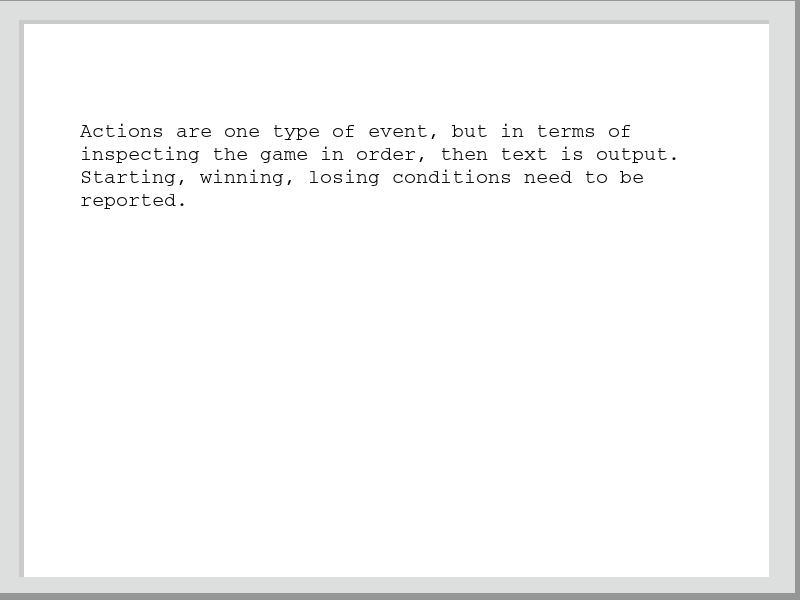 Actions are one type of event, but in terms of
inspecting the game in order, then text is output.
Starting, winning, losing conditions need to be
reported.